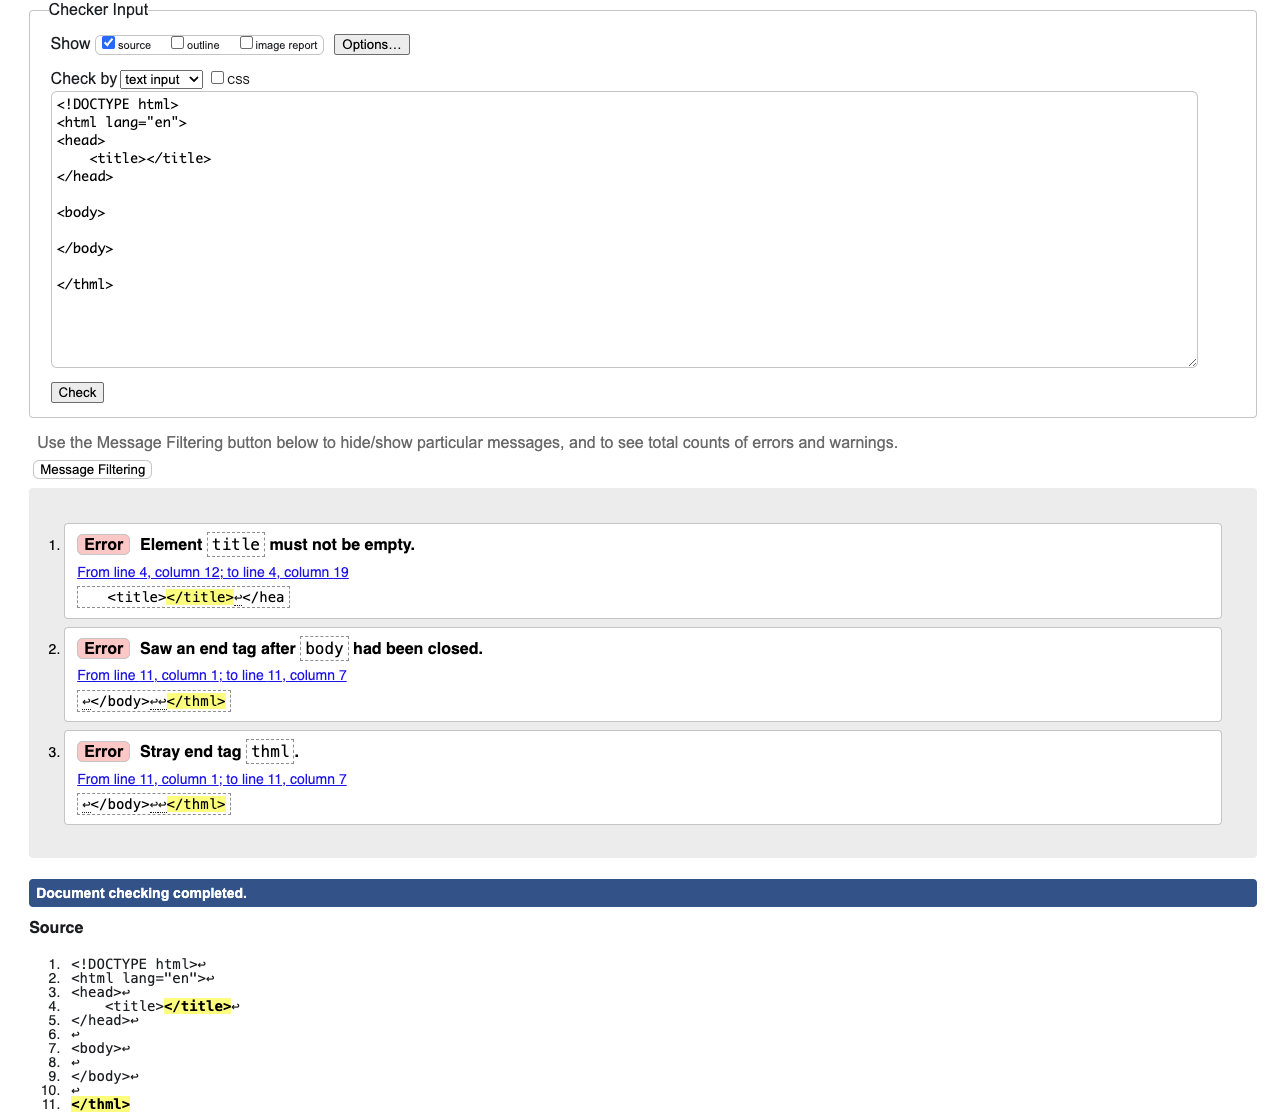 Checker Input
Show source outline image report Options...
Check by text input CSS
<!DOCTYPE html>
<html lang="en">
<head>
    <title></title>
</head>
<body>
</body>
</thml>
Check
Use the Message Filtering button below to hide/show particular messages, and to see total counts of errors and warnings.
Message Filtering
1. Error Element title must not be empty.
From line 4, column 12; to line 4, column 19
<title></title>↩</hea
2. Error Saw an end tag after body had been closed.
From line 11, column 1; to line 11, column 7
↩</body>↩↩</thml>
3. Error Stray end tag thml.
From line 11, column 1; to line 11, column 7
↩</body>↩↩</thml>
Document checking completed.
Source
1. <!DOCTYPE html>↩
2. <html lang="en">↩
3. <head>↩
4.     <title></title>↩
5. </head>↩
6. ↩
7. <body>↩
8. ↩
9. </body>↩
10. ↩
11. </thml>